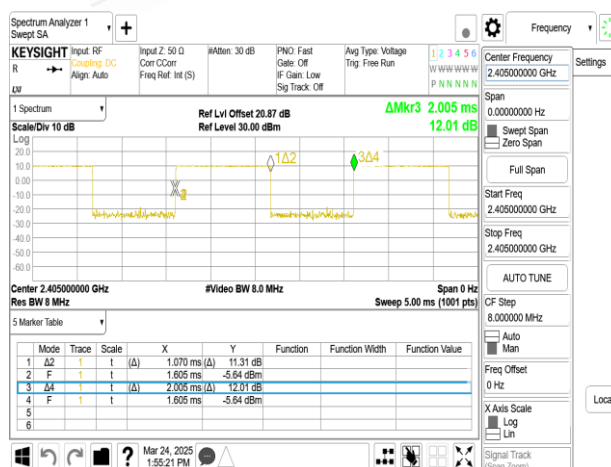 Spectrum Analyzer 1
Swept SA
+
Frequency
Settings
KEYSIGHT
R
Input: RF
Coupling: DC
Align: Auto
Input Z: 50 Ω
Corr CCorr
Freq Ref: Int (S)
#Atten: 30 dB
PNO: Fast
Gate: Off
IF Gain: Low
Sig Track: Off
Avg Type: Voltage
Trig: Free Run
1 2 3 4 5 6
W W W W W W
P N N N N N
LXI
1 Spectrum
Scale/Div 10 dB
Log
Ref Lvl Offset 20.87 dB
Ref Level 30.00 dBm
ΔMkr3 2.005 ms
12.01 dB
20.0
10.0
0.00
-10.0
-20.0
-30.0
-40.0
-50.0
-60.0
1Δ2
3Δ4
Center 2.405000000 GHz
Res BW 8 MHz
#Video BW 8.0 MHz
Span 0 Hz
Sweep 5.00 ms (1001 pts)
5 Marker Table
Mode Trace Scale X Y Function Function Width Function Value
1 Δ2 1 t (Δ) 1.070 ms (Δ) 11.31 dB
2 F 1 t 1.605 ms -5.64 dBm
3 Δ4 1 t (Δ) 2.005 ms (Δ) 12.01 dB
4 F 1 t 1.605 ms -5.64 dBm
5
6
?
Mar 24, 2025
1:55:21 PM
Center Frequency
2.405000000 GHz
Span
0.00000000 Hz
Swept Span
Zero Span
Full Span
Start Freq
2.405000000 GHz
Stop Freq
2.405000000 GHz
AUTO TUNE
CF Step
8.000000 MHz
Auto
Man
Freq Offset
0 Hz
X Axis Scale
Log
Lin
Signal Track
(Span Zoom)
Loca